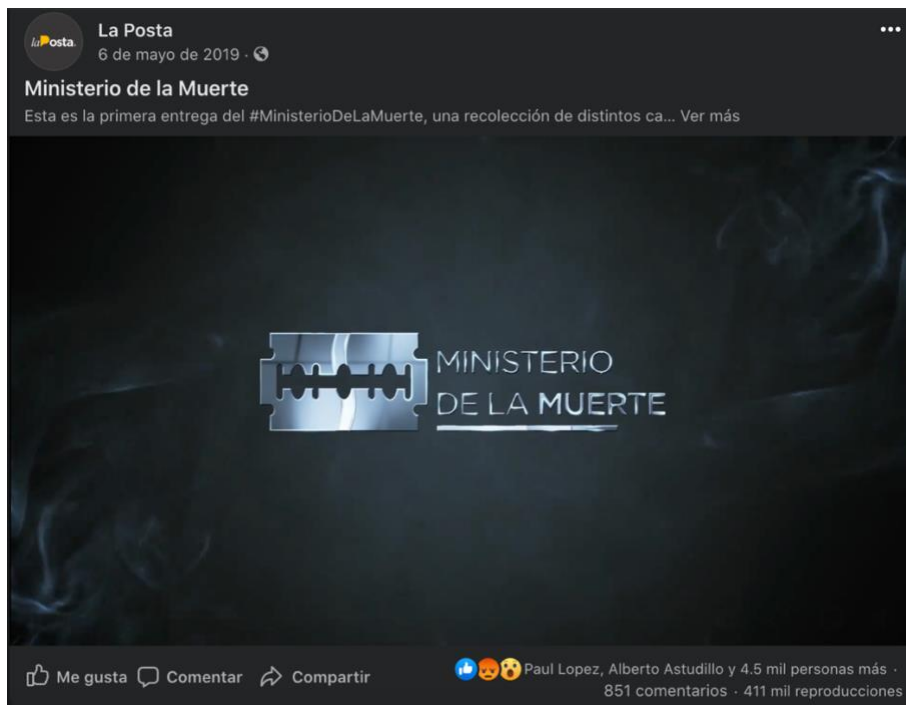 laPosta.
La Posta
6 de mayo de 2019 ·
Ministerio de la Muerte
Esta es la primera entrega del #MinisterioDeLaMuerte, una recolección de distintos ca... Ver más
MINISTERIO
DE LA MUERTE
Me gusta Comentar Compartir
Paul Lopez, Alberto Astudillo y 4.5 mil personas más ·
851 comentarios · 411 mil reproducciones